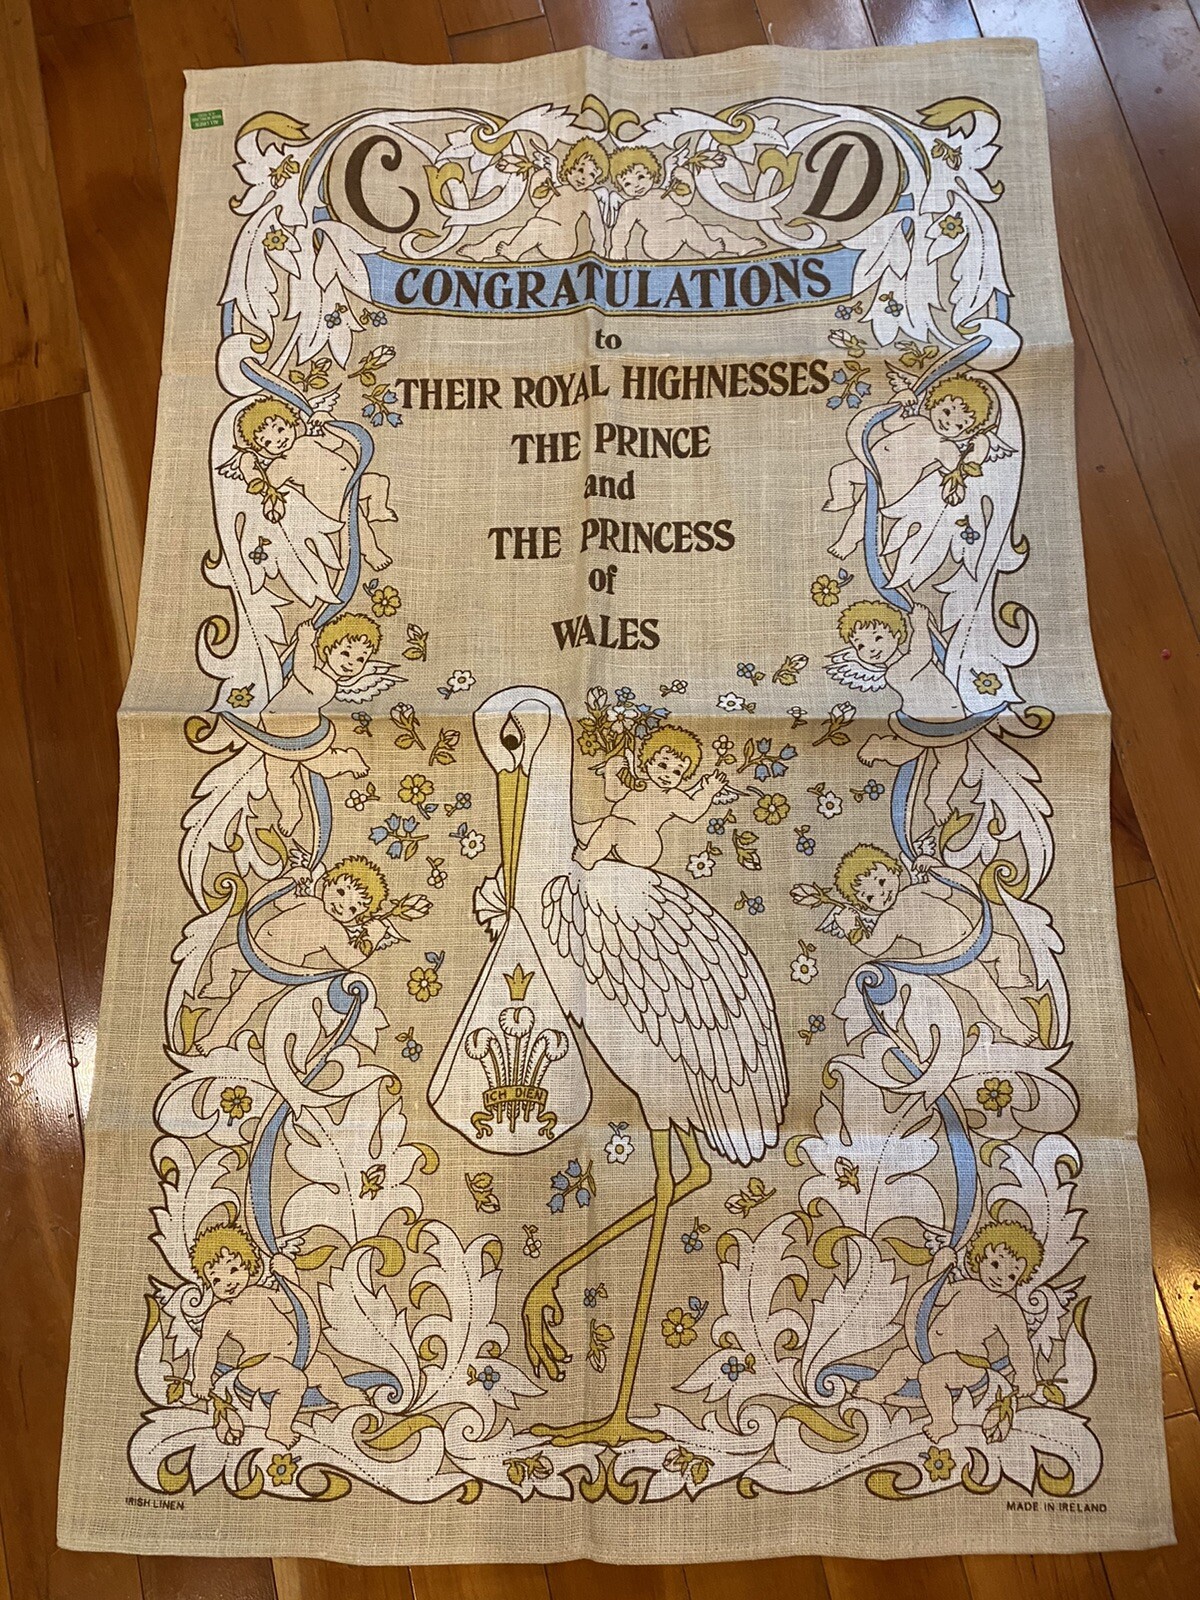 C D
CONGRATULATIONS
to
THEIR ROYAL HIGHNESSES
THE PRINCE
and
THE PRINCESS
of
WALES
ICH DIEN
IRISH LINEN
MADE IN IRELAND